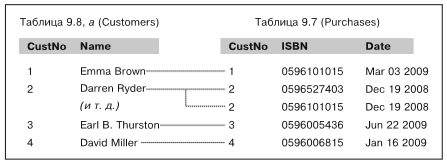 Таблица 9.8, а (Customers) Таблица 9.7 (Purchases)
CustNo Name CustNo ISBN Date
1 Emma Brown 1 0596101015 Mar 03 2009
2 Darren Ryder 2 0596527403 Dec 19 2008
(и т. д.) 2 0596101015 Dec 19 2008
3 Earl B. Thurston 3 0596005436 Jun 22 2009
4 David Miller 4 0596006815 Jan 16 2009